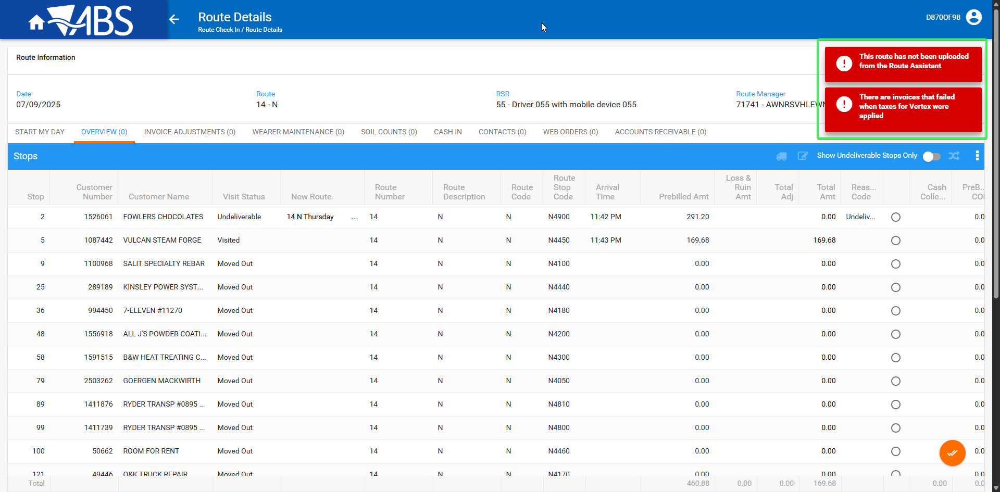 ABS
Route Details
Route Check In / Route Details
D870OF98
This route has not been uploaded
from the Route Assistant
There are invoices that failed
when taxes for Vertex were
applied
Route Information
Date
07/09/2025
Route
14 - N
RSR
55 - Driver 055 with mobile device 055
Route Manager
71741 - AWNRSVHLEWN
START MY DAY OVERVIEW (0) INVOICE ADJUSTMENTS (0) WEARER MAINTENANCE (0) SOIL COUNTS (0) CASH IN CONTACTS (0) WEB ORDERS (0) ACCOUNTS RECEIVABLE (0)
Stops Show Undeliverable Stops Only
Stop
Customer
Number
Customer Name
Visit Status
New Route
Route
Number
Route
Description
Route
Code
Route
Stop
Code
Arrival
Time
Prebilled Amt
Loss &
Ruin
Amt
Total
Adj
Total
Amt
Reas...
Code
Cash
Colle...
PreB...
COI
2 1526061 FOWLERS CHOCOLATES Undeliverable 14 N Thursday ... 14 N N N4900 11:42 PM 291.20 0.00 Undeliv... 0.0
5 1087442 VULCAN STEAM FORGE Visited 14 N N N4450 11:43 PM 169.68 169.68 0.0
9 1100968 SALIT SPECIALTY REBAR Moved Out 14 N N N4100 0.00 0.00 0.0
25 289189 KINSLEY POWER SYST... Moved Out 14 N N N4440 0.00 0.00 0.0
36 994450 7-ELEVEN #11270 Moved Out 14 N N N4180 0.00 0.00 0.0
48 1556918 ALL J'S POWDER COATI... Moved Out 14 N N N4200 0.00 0.00 0.0
58 1591515 B&W HEAT TREATING C... Moved Out 14 N N N4300 0.00 0.00 0.0
79 2503262 GOERGEN MACKWIRTH Moved Out 14 N N N4050 0.00 0.00 0.0
89 1411876 RYDER TRANSP #0895 ... Moved Out 14 N N N4810 0.00 0.00 0.0
99 1411739 RYDER TRANSP #0895 ... Moved Out 14 N N N4800 0.00 0.00 0.0
100 50662 ROOM FOR RENT Moved Out 14 N N N4460 0.00 0.00 0.0
121 49446 O&K TRUCK REPAIR Moved Out 14 N N N4170 0.00 0.00 0.0
Total 460.88 0.00 0.00 169.68 0.00 0.0